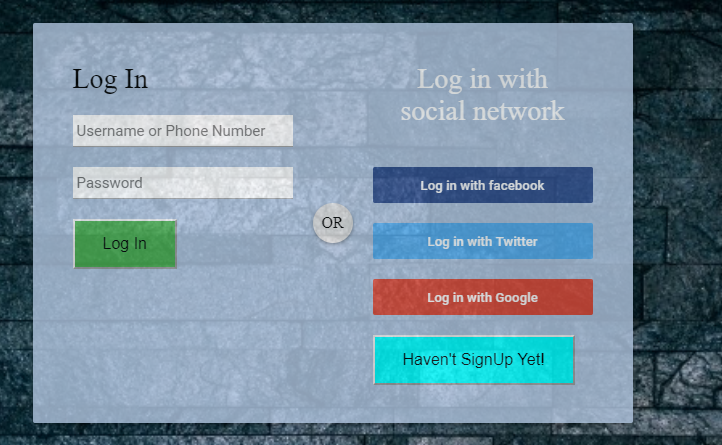 Log In
Username or Phone Number
Password
Log In
OR
Log in with
social network
Log in with facebook
Log in with Twitter
Log in with Google
Haven't SignUp Yet!